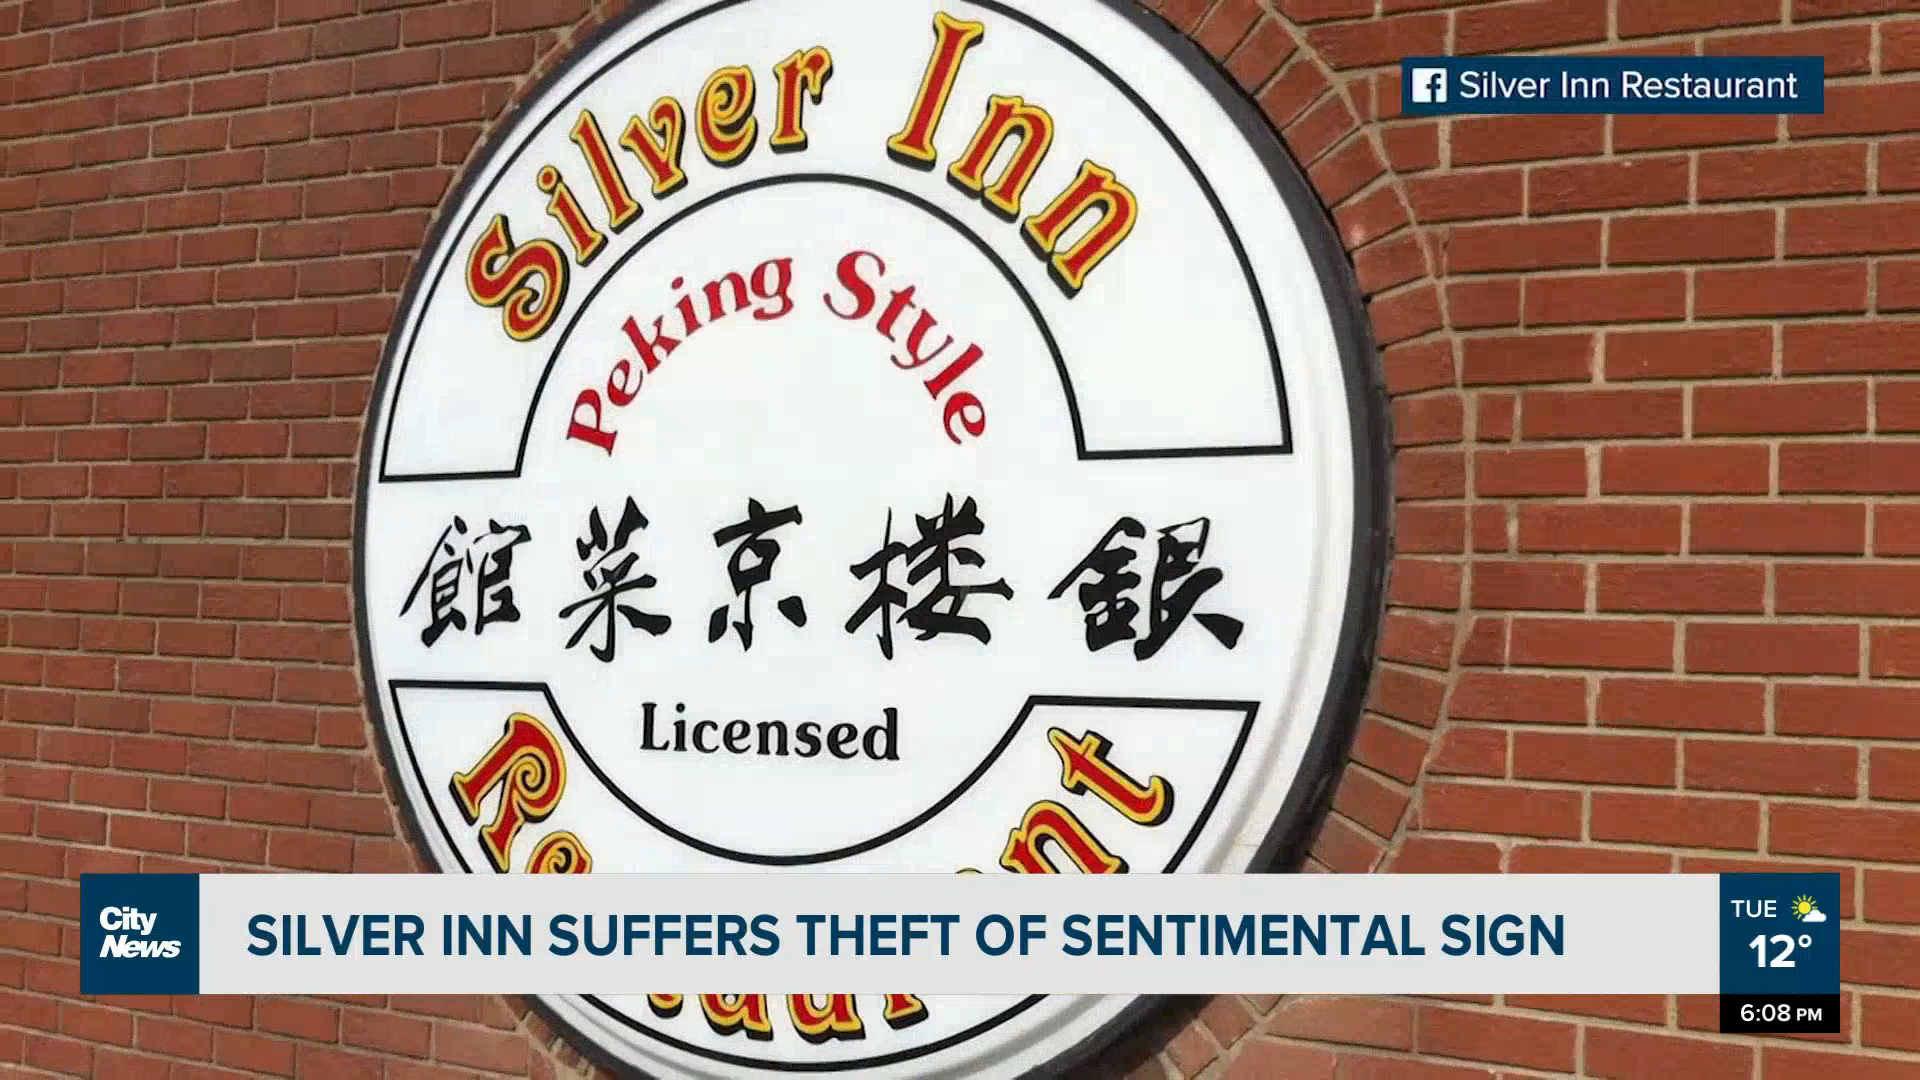 Silver Inn Restaurant
Silver Inn
Peking Style
館菜京楼銀
Licensed
City
News
SILVER INN SUFFERS THEFT OF SENTIMENTAL SIGN
TUE
12°
6:08 PM